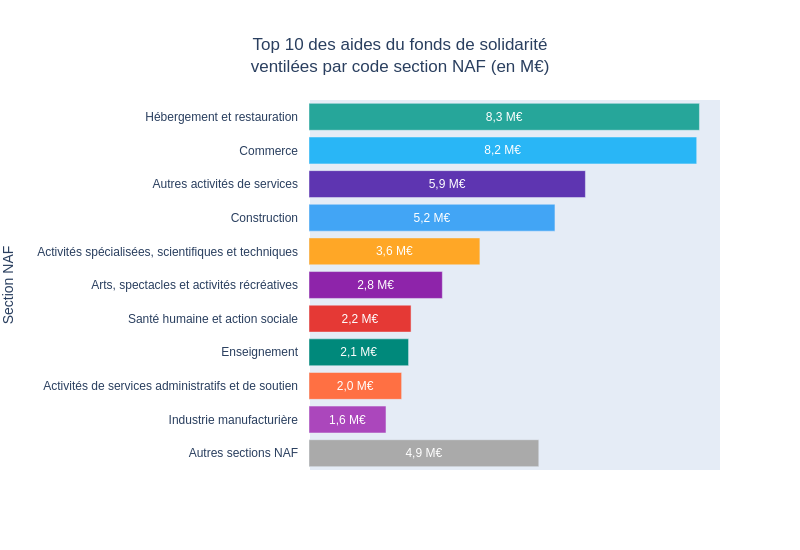 Top 10 des aides du fonds de solidarité
ventilées par code section NAF (en M€)
Section NAF
Hébergement et restauration 8,3 M€
Commerce 8,2 M€
Autres activités de services 5,9 M€
Construction 5,2 M€
Activités spécialisées, scientifiques et techniques 3,6 M€
Arts, spectacles et activités récréatives 2,8 M€
Santé humaine et action sociale 2,2 M€
Enseignement 2,1 M€
Activités de services administratifs et de soutien 2,0 M€
Industrie manufacturière 1,6 M€
Autres sections NAF 4,9 M€